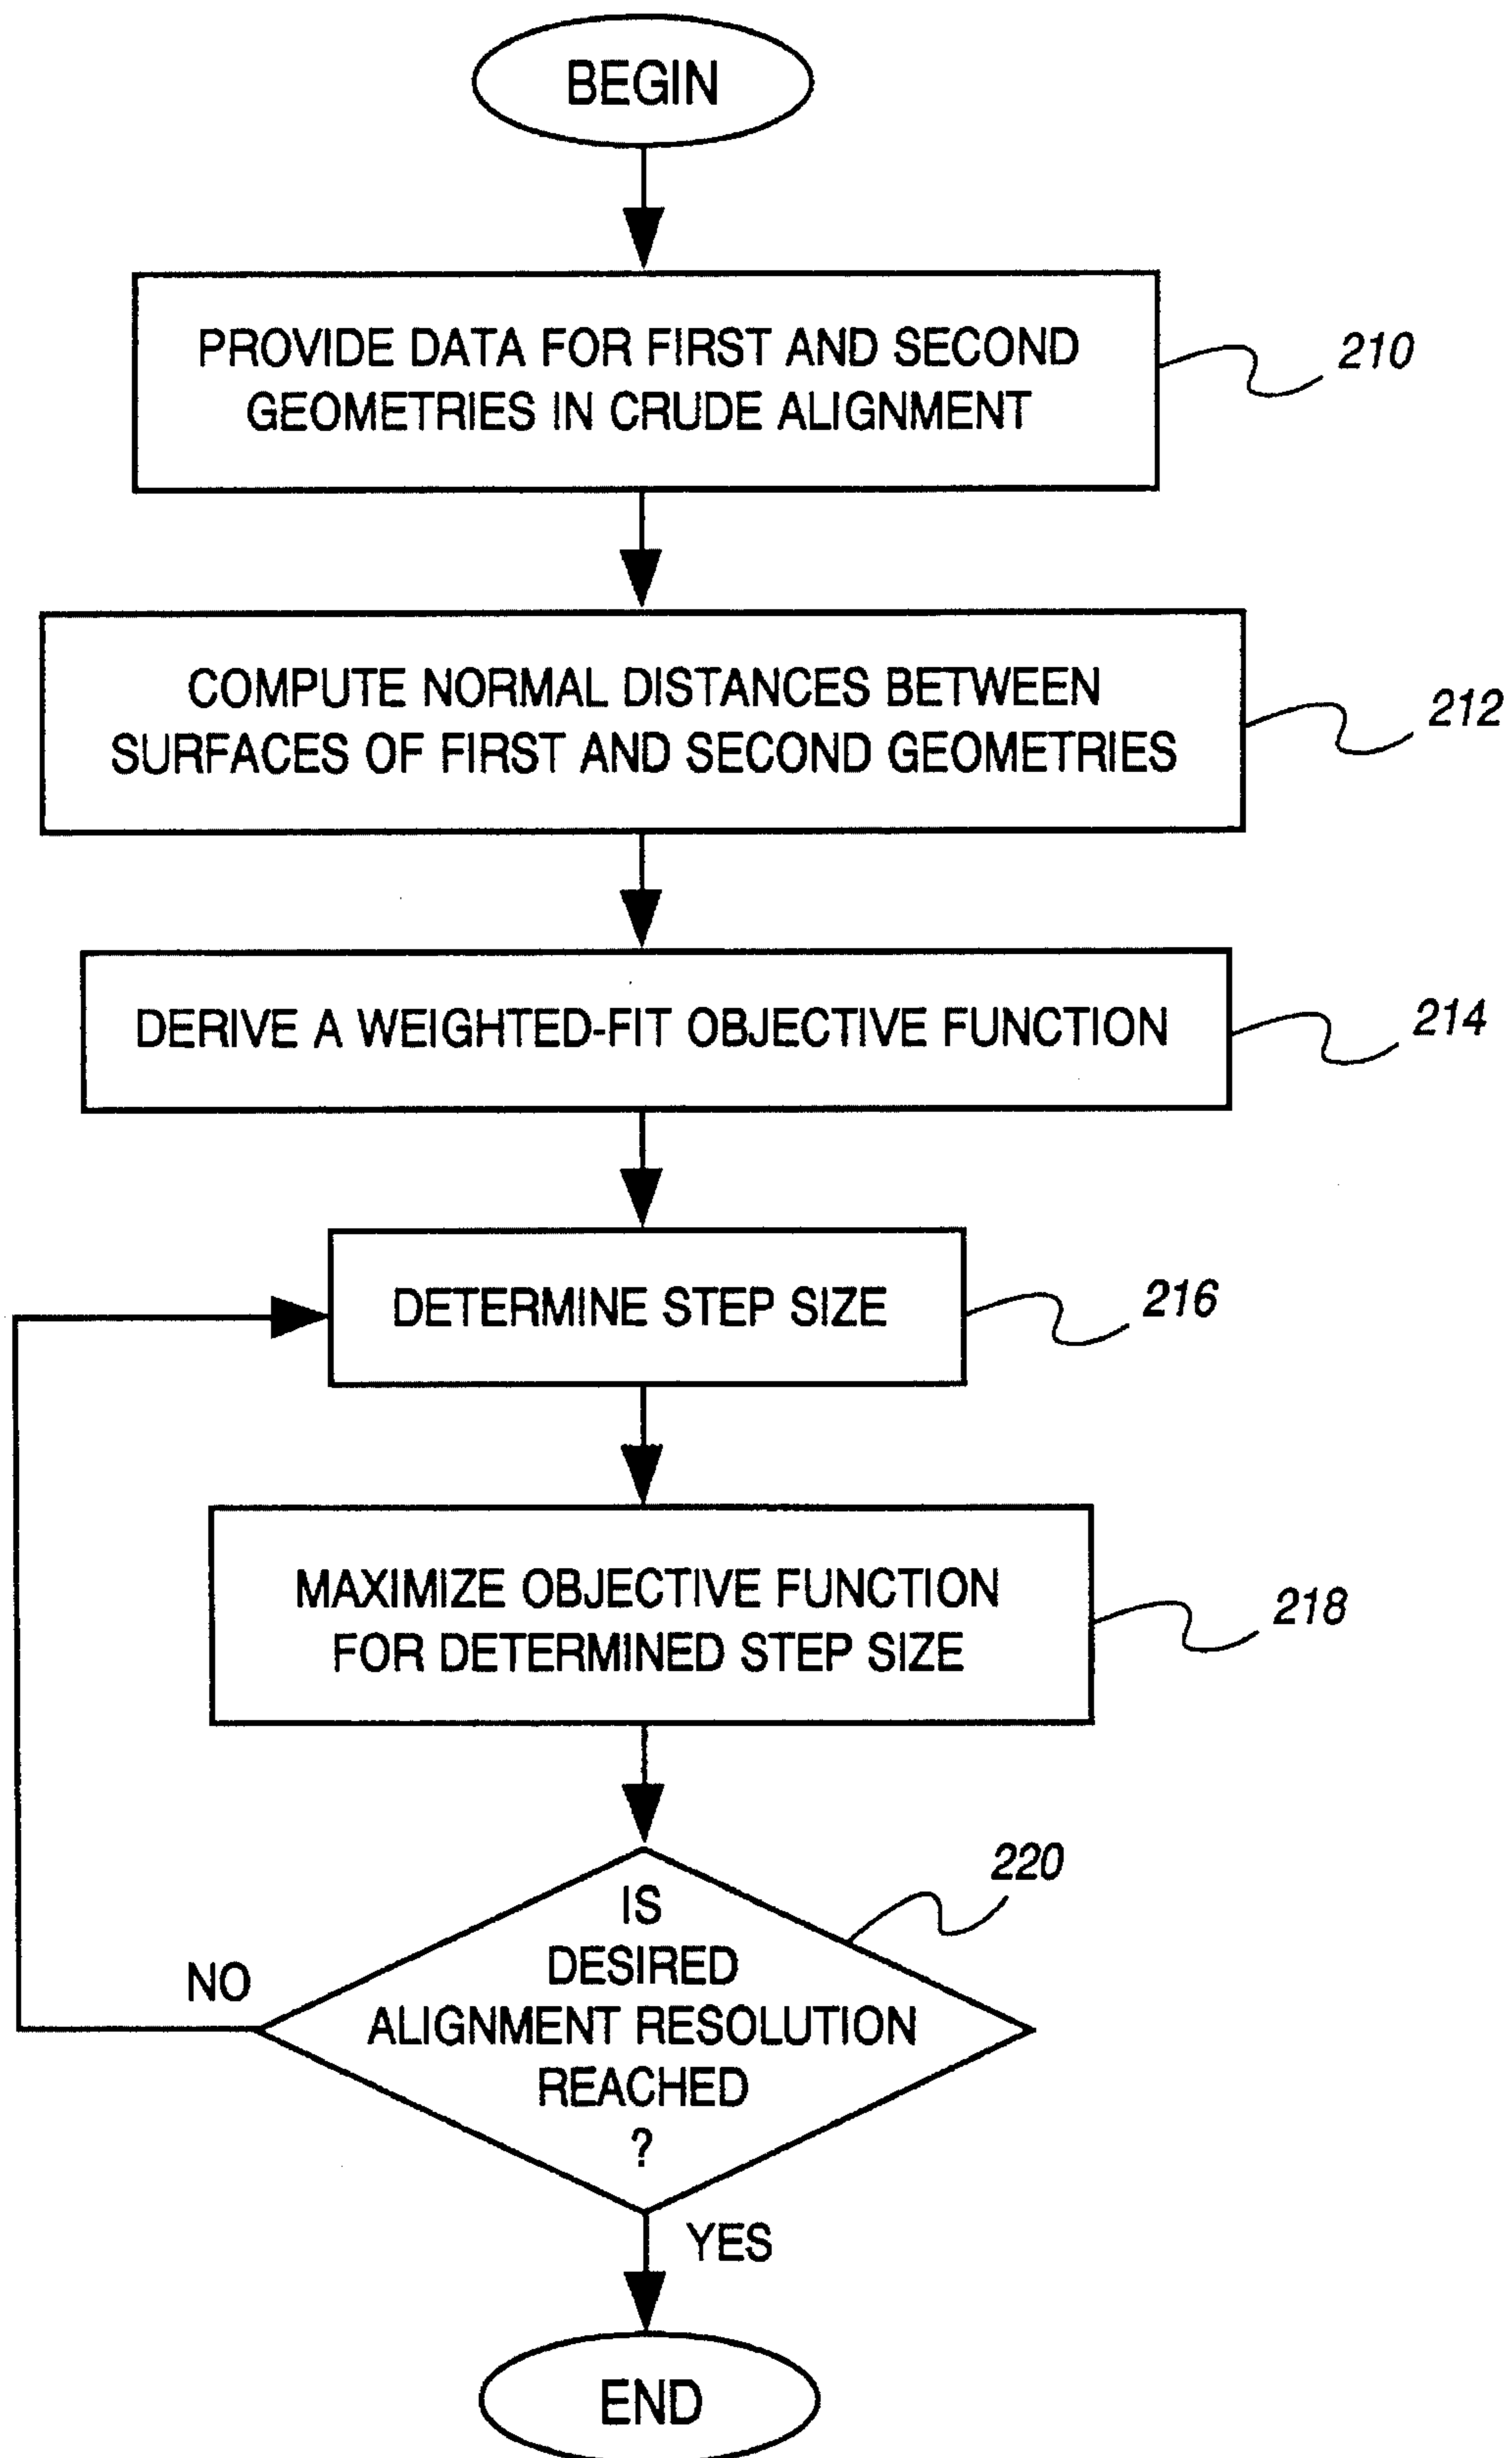 BEGIN
PROVIDE DATA FOR FIRST AND SECOND
GEOMETRIES IN CRUDE ALIGNMENT
210
COMPUTE NORMAL DISTANCES BETWEEN
SURFACES OF FIRST AND SECOND GEOMETRIES
212
DERIVE A WEIGHTED-FIT OBJECTIVE FUNCTION
214
DETERMINE STEP SIZE
216
MAXIMIZE OBJECTIVE FUNCTION
FOR DETERMINED STEP SIZE
218
220
IS
DESIRED
ALIGNMENT RESOLUTION
REACHED
?
NO
YES
END